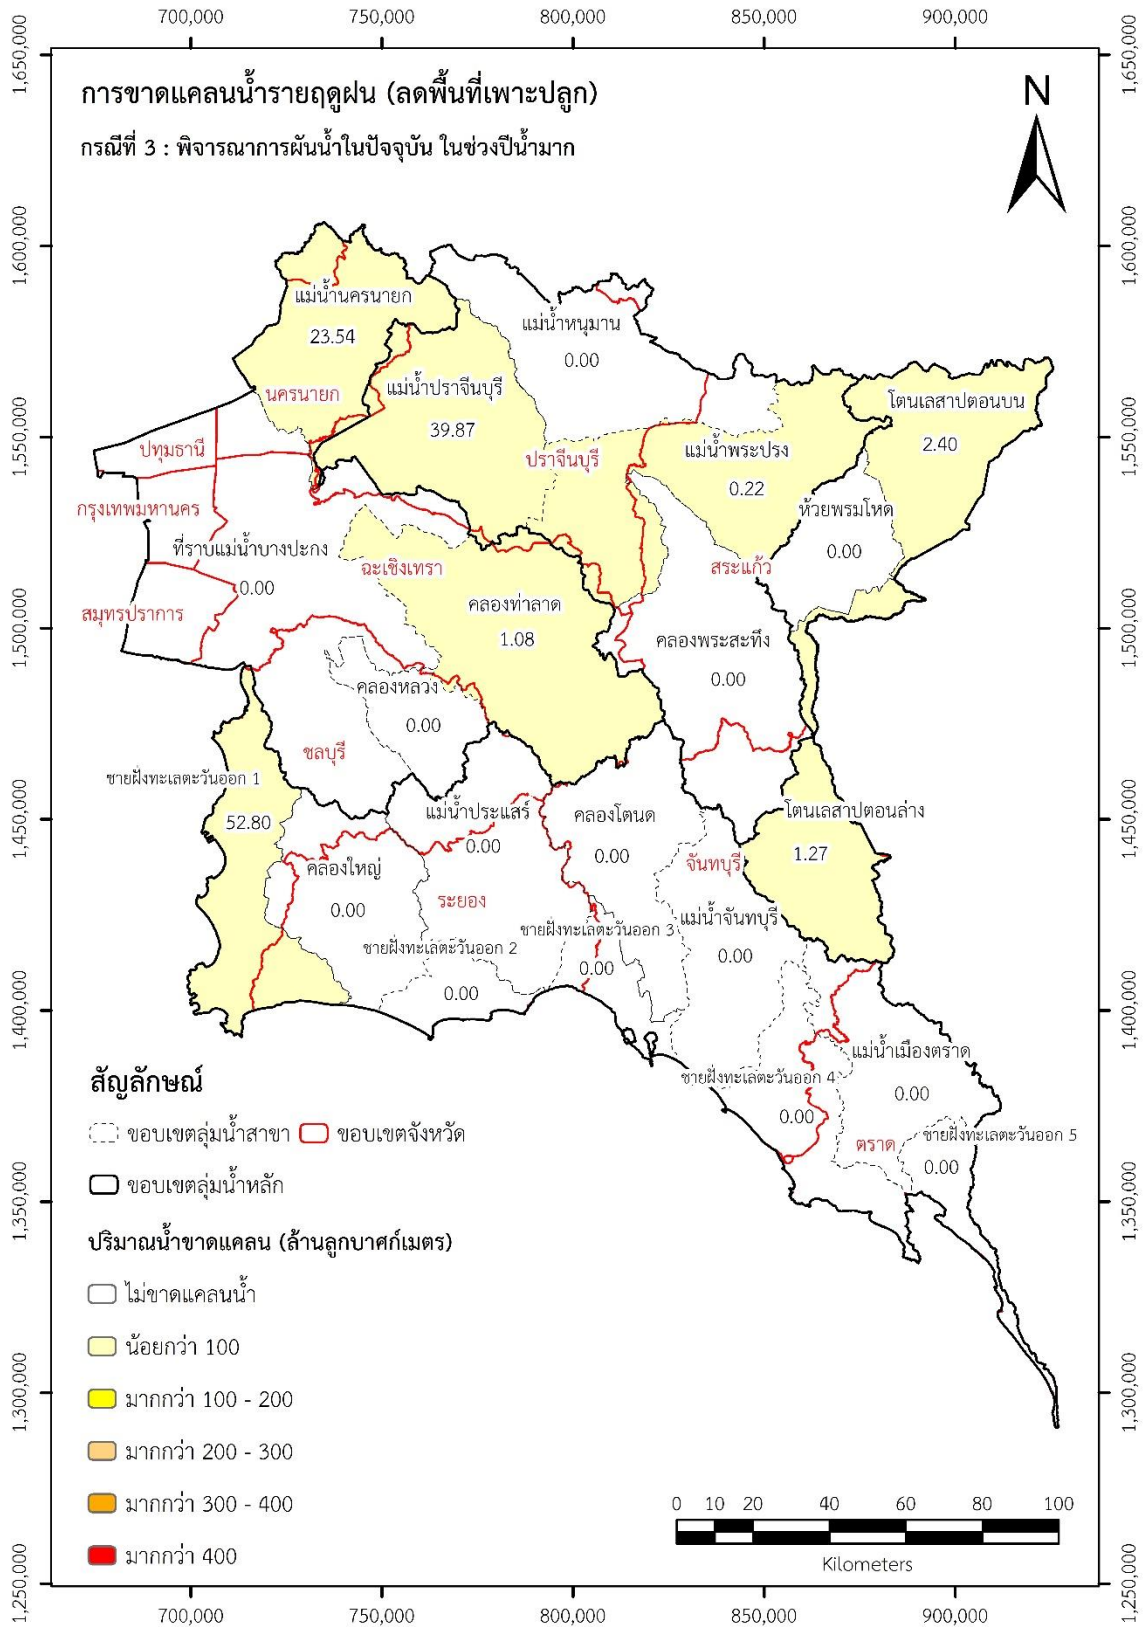 700,000 750,000 800,000 850,000 900,000
1,650,000 1,650,000
การขาดแคลนน้ำรายฤดูฝน (ลดพื้นที่เพาะปลูก)
กรณีที่ 3 : พิจารณาการผันน้ำในปัจจุบัน ในช่วงปีน้ำมาก
N
1,600,000 1,600,000
แม่น้ำนครนายก
23.54
แม่น้ำหนุมาน
0.00
นครนายก
แม่น้ำปราจีนบุรี
39.87
โตนเลสาปตอนบน
2.40
1,550,000 1,550,000
ปทุมธานี
ปราจีนบุรี
แม่น้ำพระปรง
0.22
กรุงเทพมหานคร
ห้วยพรมโหด
0.00
ที่ราบแม่น้ำบางปะกง
0.00
ฉะเชิงเทรา
สระแก้ว
สมุทรปราการ
คลองท่าลาด
1.08
1,500,000 1,500,000
คลองพระสะทึง
0.00
คลองหลวง
0.00
ชลบุรี
ชายฝั่งทะเลตะวันออก 1
52.80
แม่น้ำประแสร์
0.00
คลองโตนด
0.00
โตนเลสาปตอนล่าง
1.27
1,450,000 1,450,000
คลองใหญ่
0.00
ระยอง
จันทบุรี
แม่น้ำจันทบุรี
0.00
ชายฝั่งทะเลตะวันออก 3
0.00
ชายฝั่งทะเลตะวันออก 2
0.00
1,400,000 1,400,000
แม่น้ำเมืองตราด
0.00
ชายฝั่งทะเลตะวันออก 4
0.00
ตราด
ชายฝั่งทะเลตะวันออก 5
0.00
1,350,000 1,350,000
สัญลักษณ์
ขอบเขตลุ่มน้ำสาขา ขอบเขตจังหวัด
ขอบเขตลุ่มน้ำหลัก
ปริมาณน้ำขาดแคลน (ล้านลูกบาศก์เมตร)
ไม่ขาดแคลนน้ำ
น้อยกว่า 100
มากกว่า 100 - 200
มากกว่า 200 - 300
มากกว่า 300 - 400
มากกว่า 400
1,300,000 1,300,000
0 10 20 40 60 80 100
Kilometers
1,250,000 1,250,000
700,000 750,000 800,000 850,000 900,000